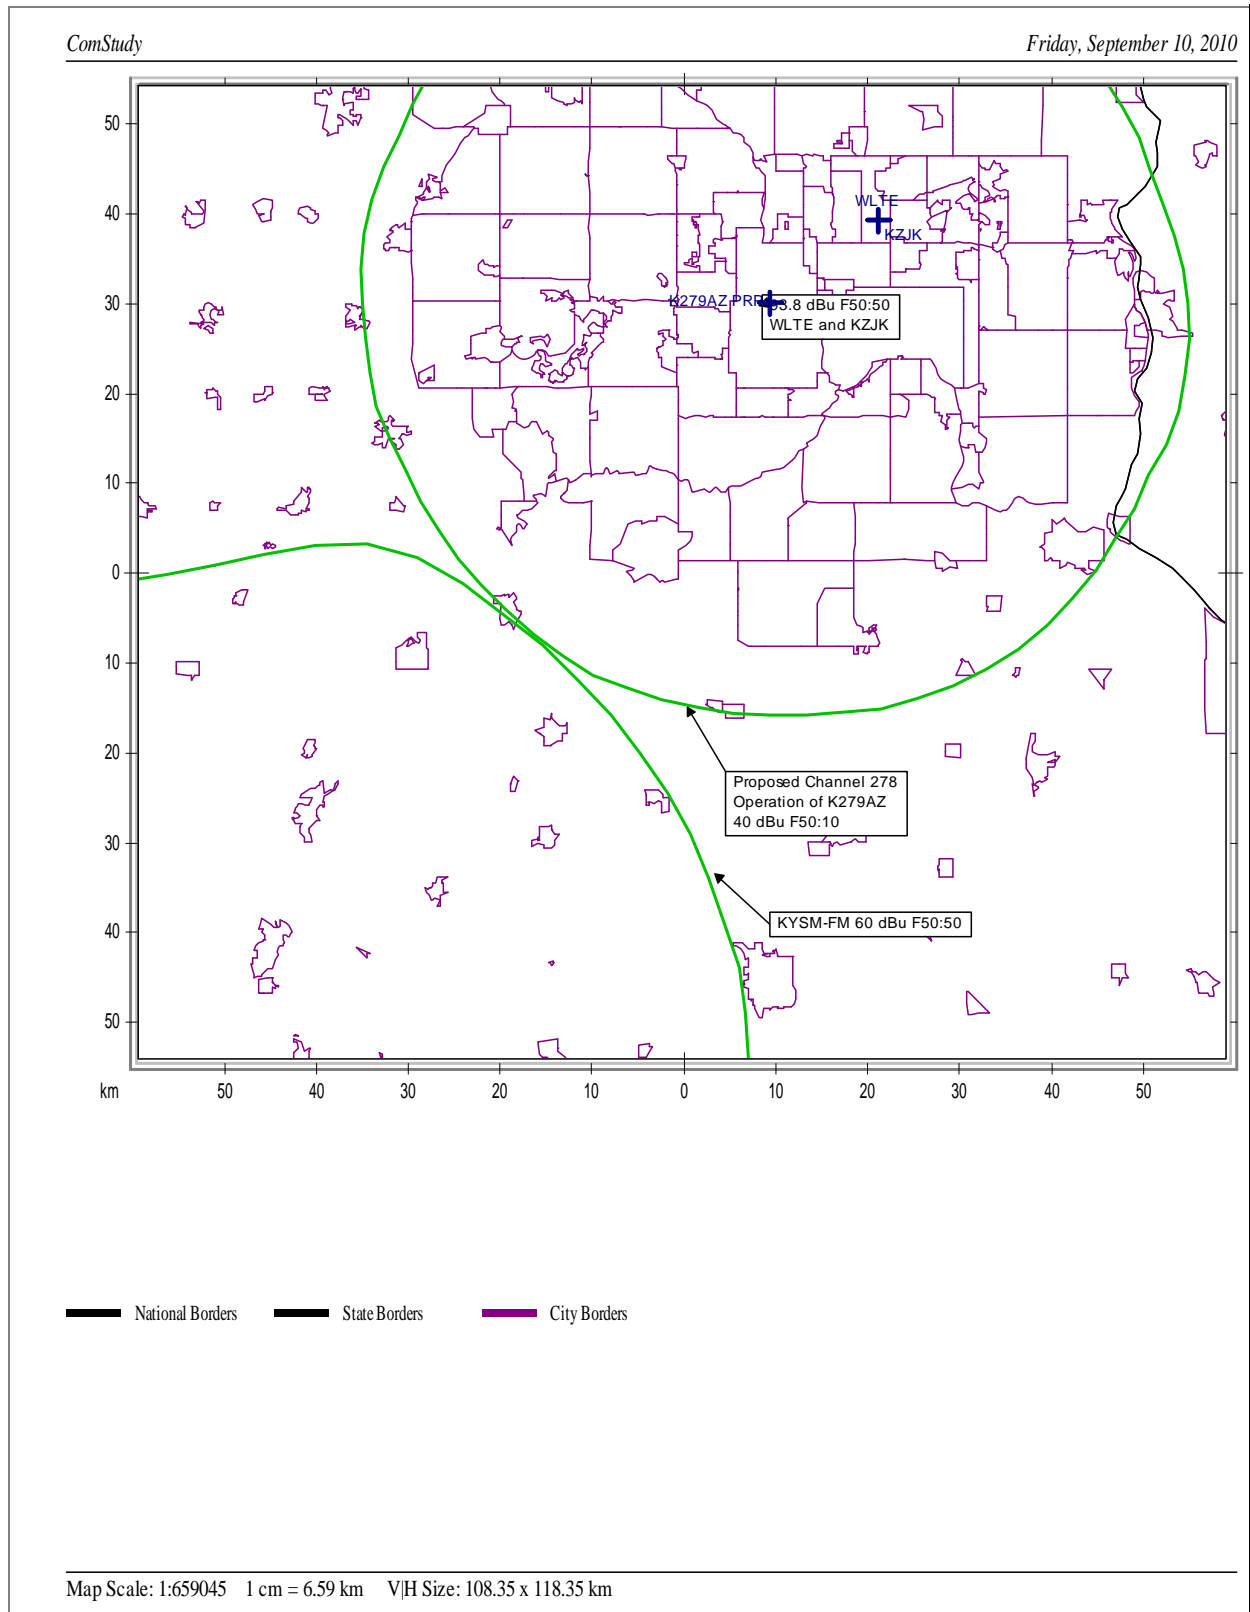 ComStudy
Friday, September 10, 2010
50
40
30
20
10
0
10
20
30
40
50
WLTE
KZJK
K279AZ
dBu F50:50
WLTE and KZJK
Proposed Channel 278
Operation of K279AZ
40 dBu F50:10
KYSM-FM 60 dBu F50:50
km
50
40
30
20
10
0
10
20
30
40
50
National Borders
State Borders
City Borders
Map Scale: 1:659045 1 cm = 6.59 km V|H Size: 108.35 x 118.35 km